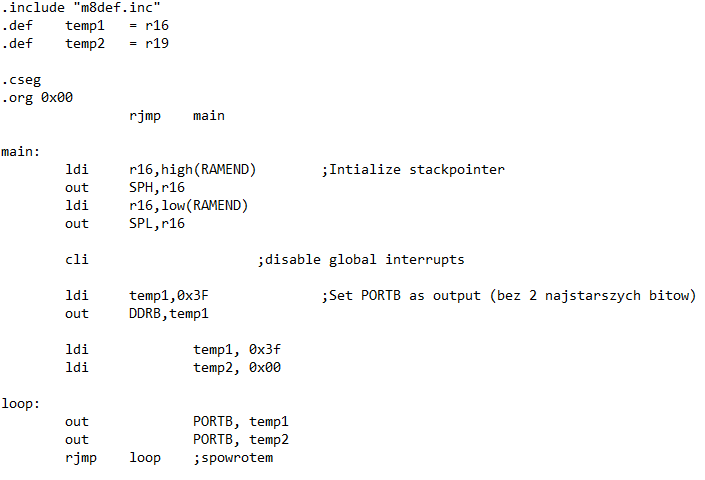 .include "m8def.inc"
.def    temp1   = r16
.def    temp2   = r19
.cseg
.org 0x00
                rjmp    main
main:
        ldi     r16,high(RAMEND)        ;Intialize stackpointer
        out     SPH,r16
        ldi     r16,low(RAMEND)
        out     SPL,r16
        cli                     ;disable global interrupts
        ldi     temp1,0x3F              ;Set PORTB as output (bez 2 najstarszych bitow)
        out     DDRB,temp1
        ldi             temp1, 0x3f
        ldi             temp2, 0x00
loop:
        out             PORTB, temp1
        out             PORTB, temp2
        rjmp    loop    ;spowrotem